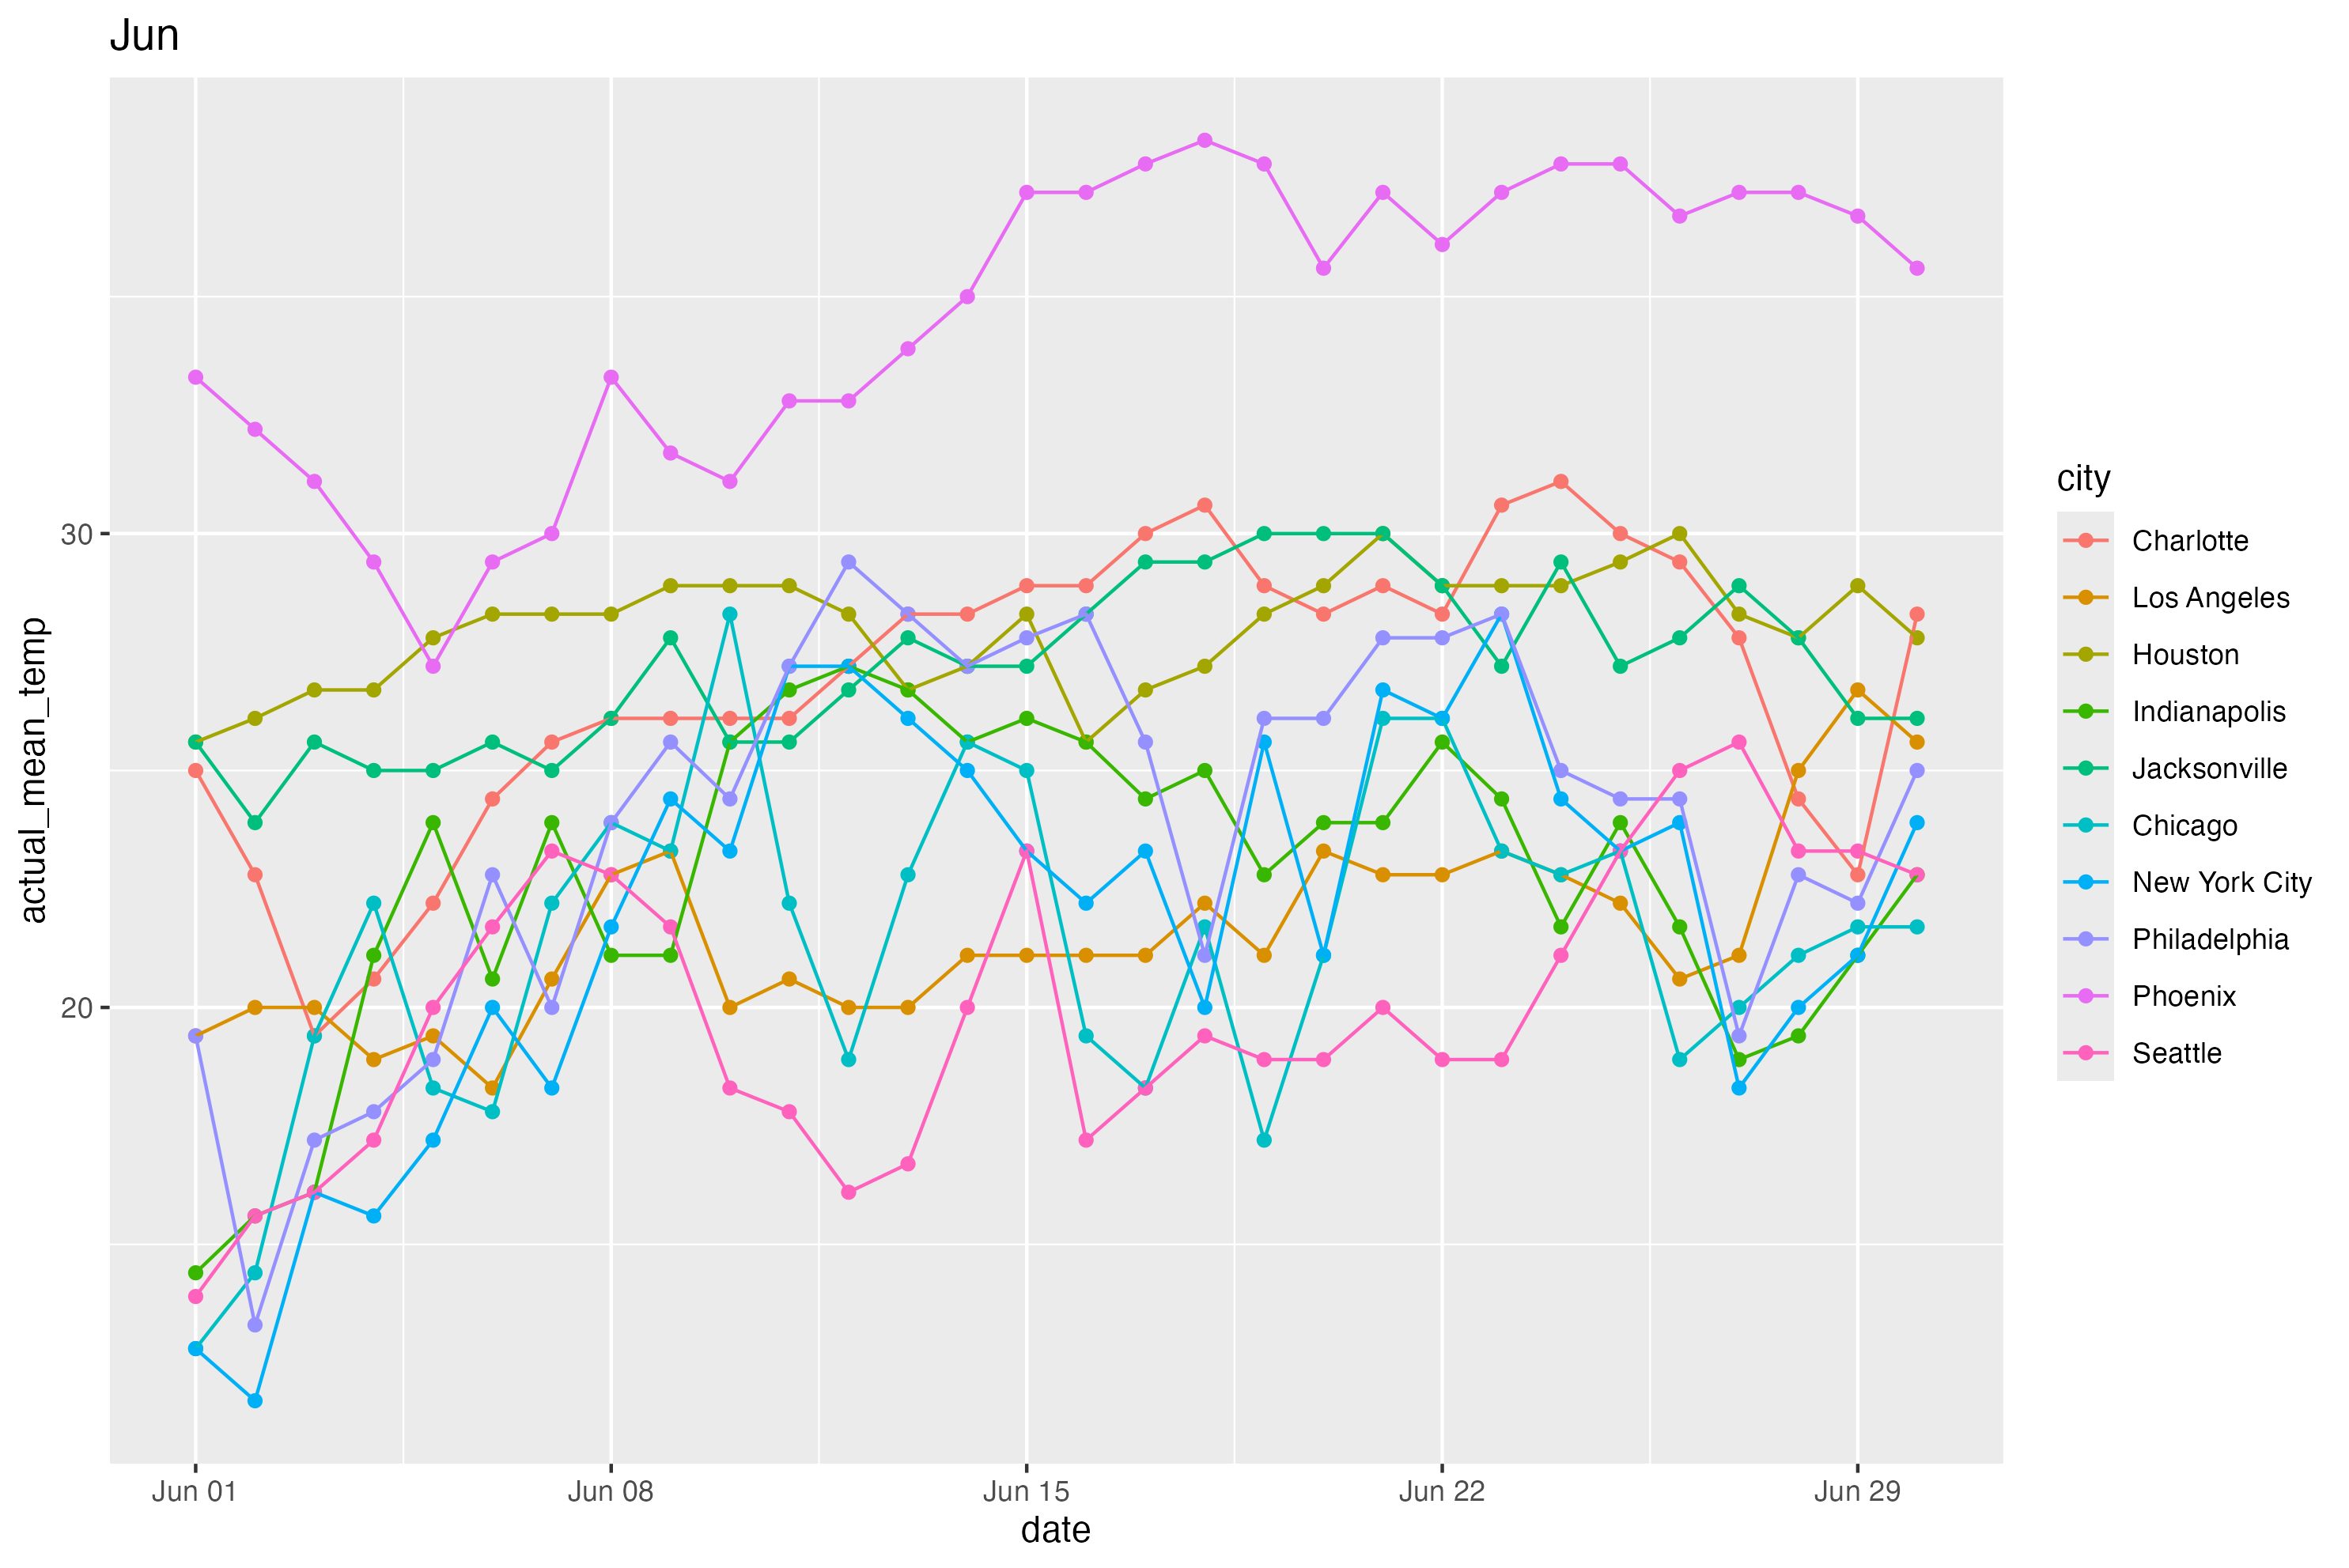 Jun
actual_mean_temp
30
20
Jun 01
Jun 08
Jun 15
Jun 22
Jun 29
date
city
Charlotte
Los Angeles
Houston
Indianapolis
Jacksonville
Chicago
New York City
Philadelphia
Phoenix
Seattle